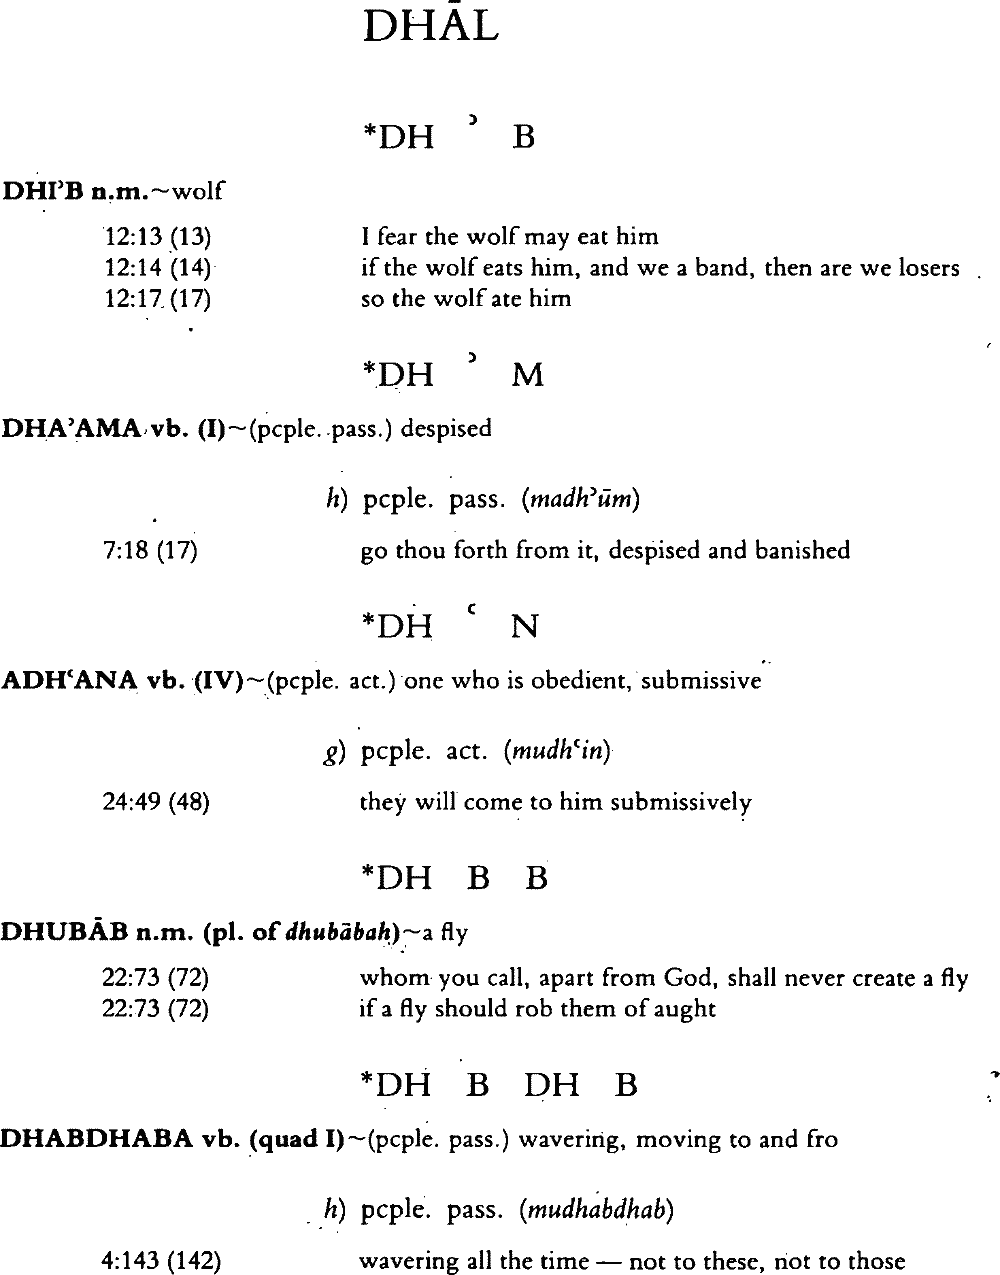 DHĀL
*DH ʾ B
DHI’B n.m.~wolf
12:13 (13) I fear the wolf may eat him
12:14 (14) if the wolf eats him, and we a band, then are we losers
12:17 (17) so the wolf ate him
*DH ʾ M
DHA’AMA vb. (I)~(pcple. pass.) despised
h) pcple. pass. (madh’ūm)
7:18 (17) go thou forth from it, despised and banished
*DH ʿ N
ADHʿANA vb. (IV)~(pcple. act.) one who is obedient, submissive
g) pcple. act. (mudhʿin)
24:49 (48) they will come to him submissively
*DH B B
DHUBĀB n.m. (pl. of dhubābah)~a fly
22:73 (72) whom you call, apart from God, shall never create a fly
22:73 (72) if a fly should rob them of aught
*DH B DH B
DHABDHABA vb. (quad I)~(pcple. pass.) wavering, moving to and fro
h) pcple. pass. (mudhabdhab)
4:143 (142) wavering all the time — not to these, not to those